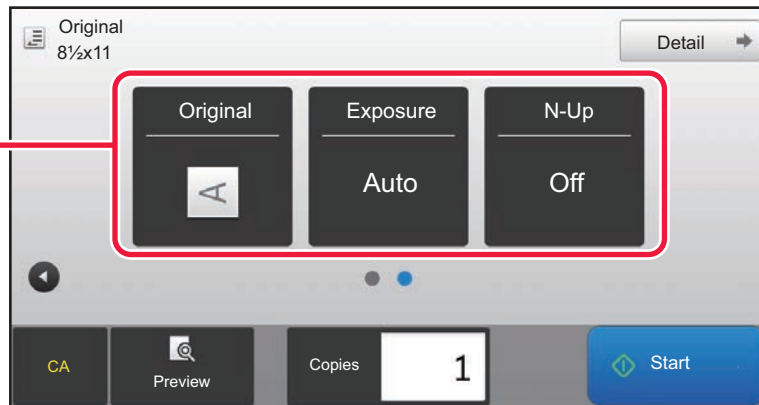 Original
8½x11
Detail
Original
Exposure
N-Up
A
Auto
Off
CA
Preview
Copies
1
Start